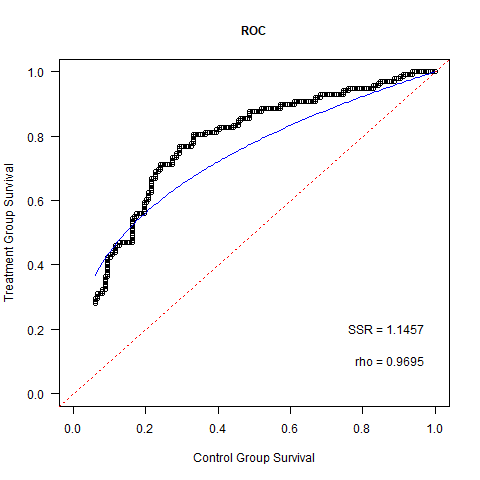 ROC
Treatment Group Survival
1.0
0.8
0.6
0.4
0.2
0.0
SSR = 1.1457
rho = 0.9695
0.0 0.2 0.4 0.6 0.8 1.0
Control Group Survival